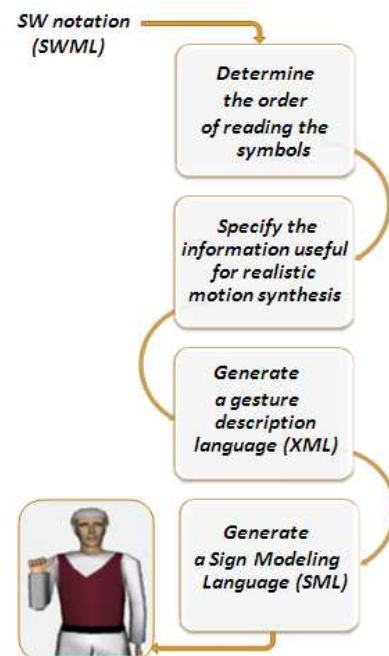 SW notation
(SWML)
Determine
the order
of reading the
symbols
Specify the
information useful
for realistic
motion synthesis
Generate
a gesture
description
language (XML)
Generate
a Sign Modeling
Language (SML)